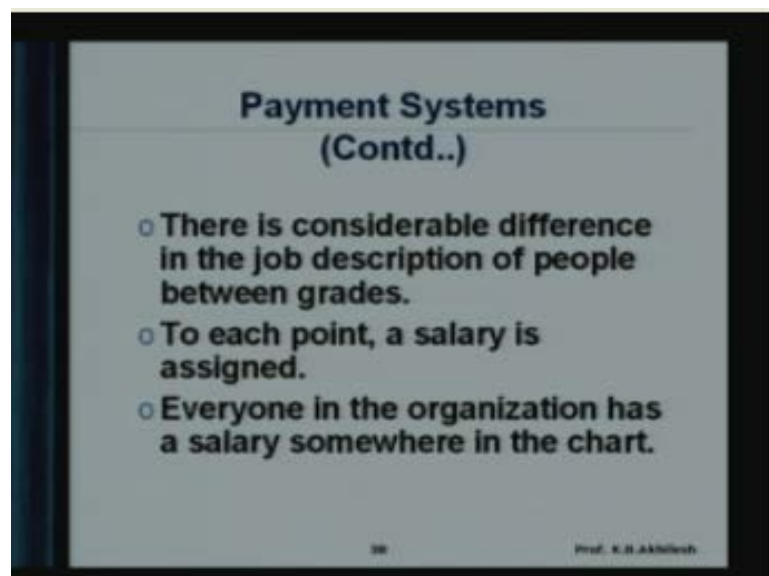 Payment Systems
(Contd..)
o There is considerable difference
in the job description of people
between grades.
o To each point, a salary is
assigned.
o Everyone in the organization has
a salary somewhere in the chart.
Prof. K.B.Akhilesh